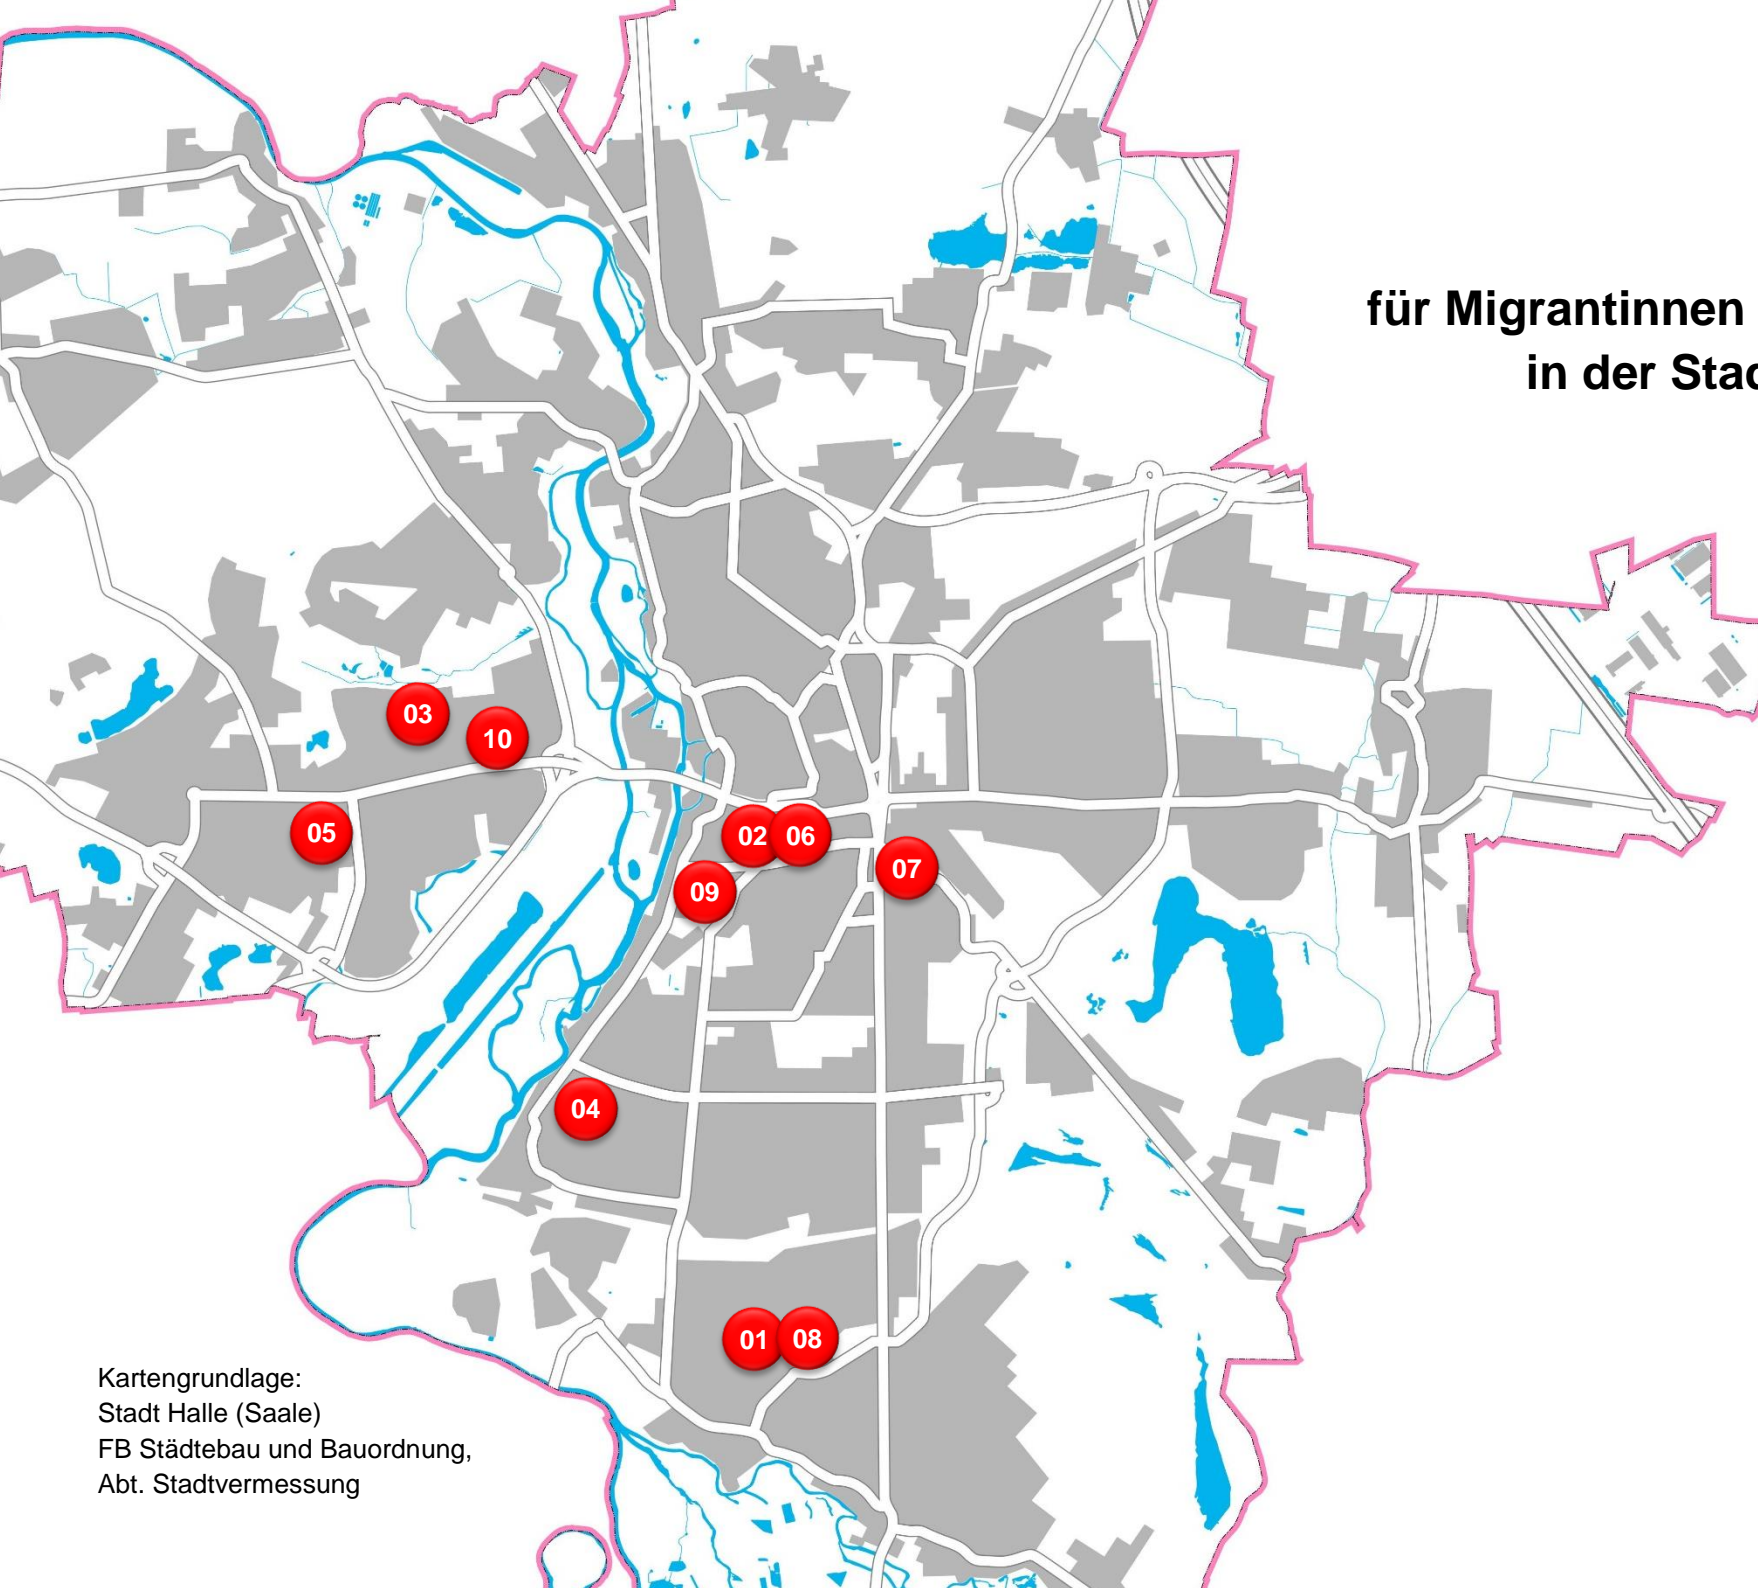 für Migrantinnen
in der Stad
03
10
05
02
06
07
09
04
01
08
Kartengrundlage:
Stadt Halle (Saale)
FB Städtebau und Bauordnung,
Abt. Stadtvermessung